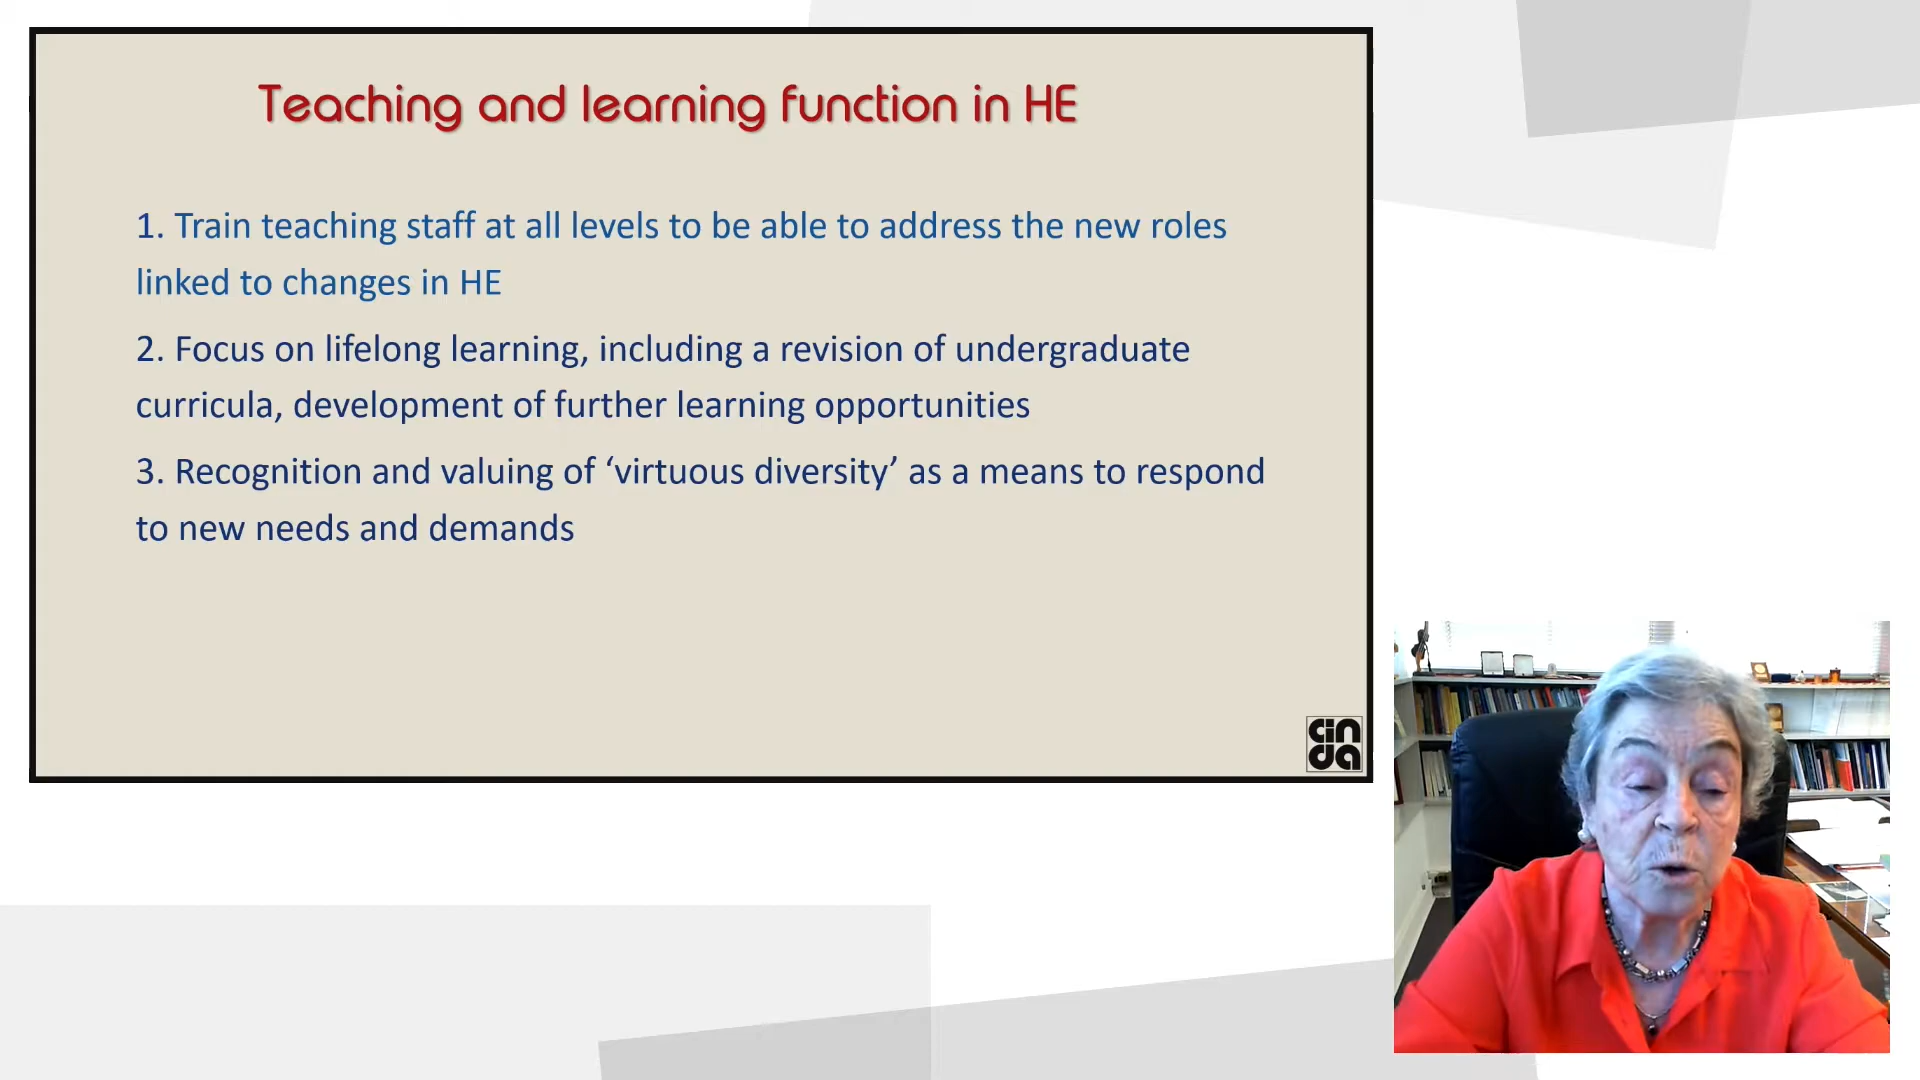 Teaching and learning function in HE
1. Train teaching staff at all levels to be able to address the new roles
linked to changes in HE
2. Focus on lifelong learning, including a revision of undergraduate
curricula, development of further learning opportunities
3. Recognition and valuing of ‘virtuous diversity’ as a means to respond
to new needs and demands
cin
da